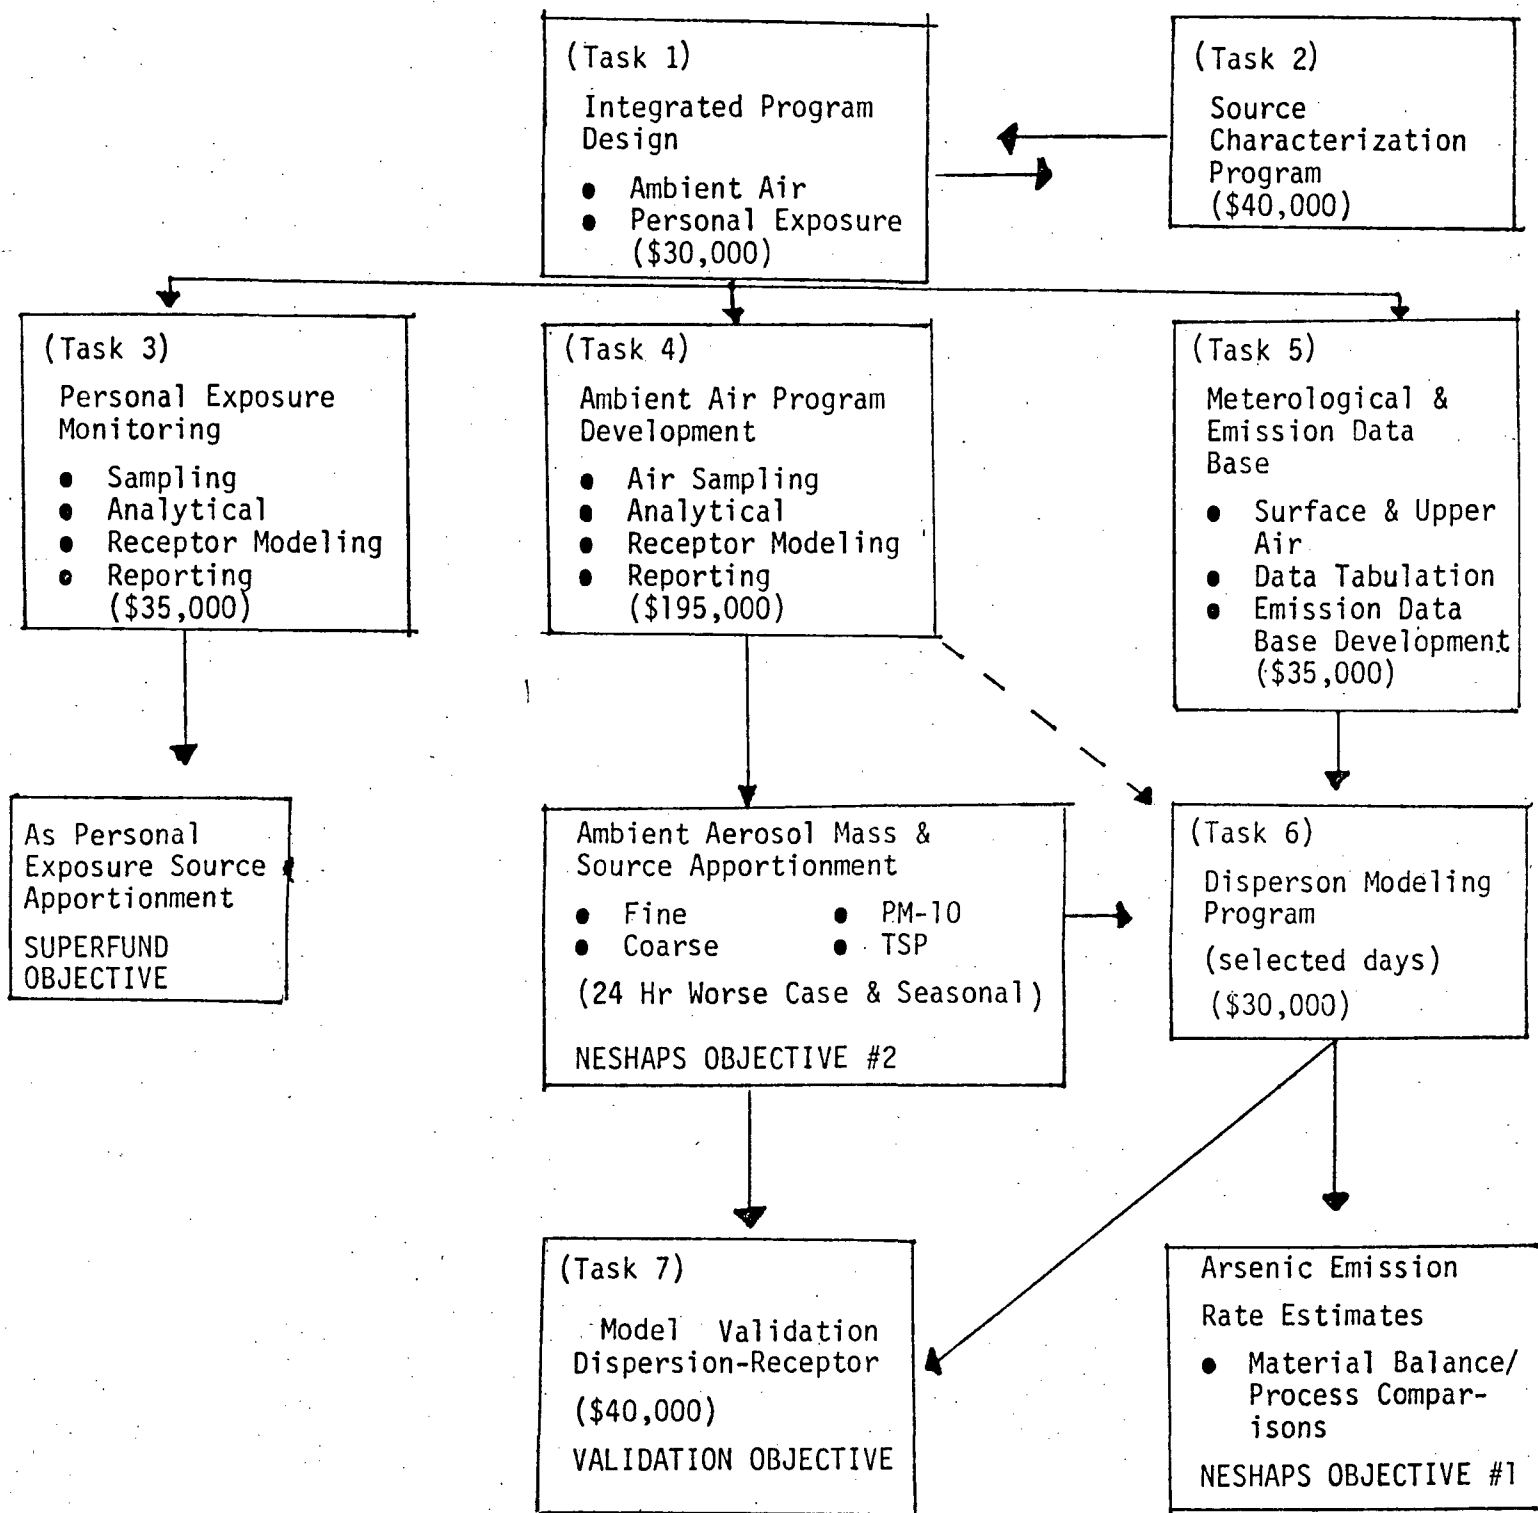 (Task 1)
Integrated Program
Design
● Ambient Air
● Personal Exposure
($30,000)
(Task 2)
Source
Characterization
Program
($40,000)
(Task 3)
Personal Exposure
Monitoring
● Sampling
● Analytical
● Receptor Modeling
● Reporting
($35,000)
(Task 4)
Ambient Air Program
Development
● Air Sampling
● Analytical
● Receptor Modeling
● Reporting
($195,000)
(Task 5)
Meterological &
Emission Data
Base
● Surface & Upper
Air
● Data Tabulation
● Emission Data
Base Development
($35,000)
As Personal
Exposure Source
Apportionment
SUPERFUND
OBJECTIVE
Ambient Aerosol Mass &
Source Apportionment
● Fine ● PM-10
● Coarse ● TSP
(24 Hr Worse Case & Seasonal)
NESHAPS OBJECTIVE #2
(Task 6)
Disperson Modeling
Program
(selected days)
($30,000)
(Task 7)
Model Validation
Dispersion-Receptor
($40,000)
VALIDATION OBJECTIVE
Arsenic Emission
Rate Estimates
● Material Balance/
Process Compar-
isons
NESHAPS OBJECTIVE #1